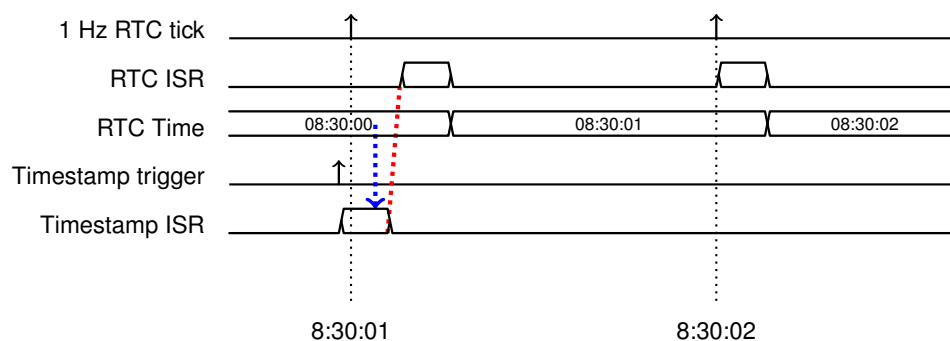 1 Hz RTC tick
RTC ISR
RTC Time
08:30:00
08:30:01
08:30:02
Timestamp trigger
Timestamp ISR
8:30:01
8:30:02